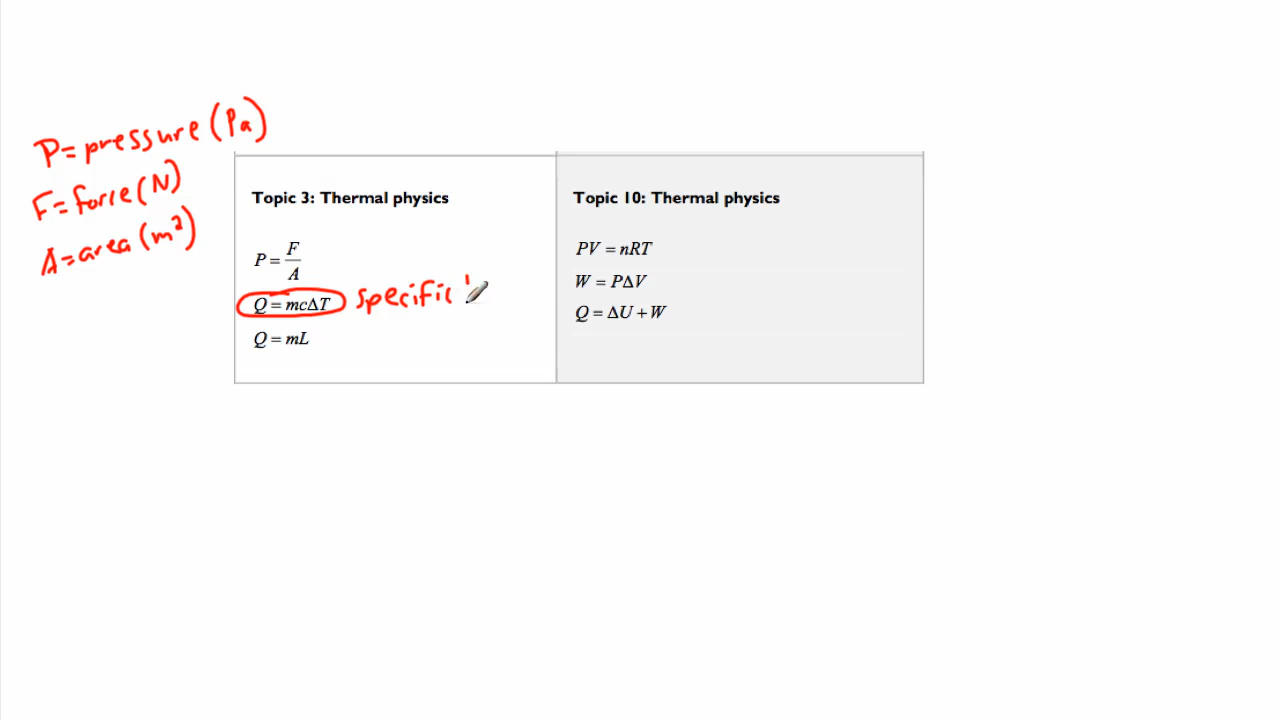 P=pressure (Pa)
F=force (N)
A=area (m²)
Topic 3: Thermal physics
P = F/A
Q = mcΔT specific
Q = mL
Topic 10: Thermal physics
PV = nRT
W = PΔV
Q = ΔU + W